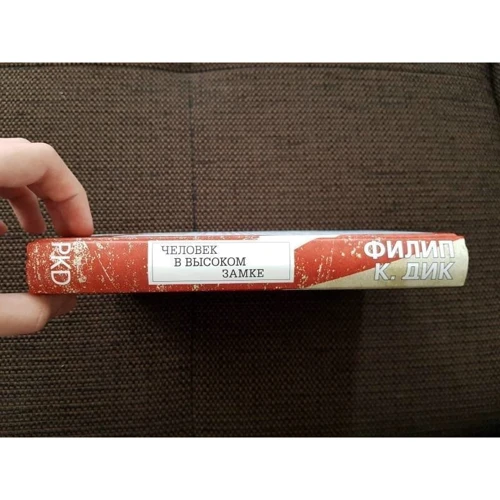 PKD
ЧЕЛОВЕК
В ВЫСОКОМ
ЗАМКЕ
ФИЛИП
К. ДИК